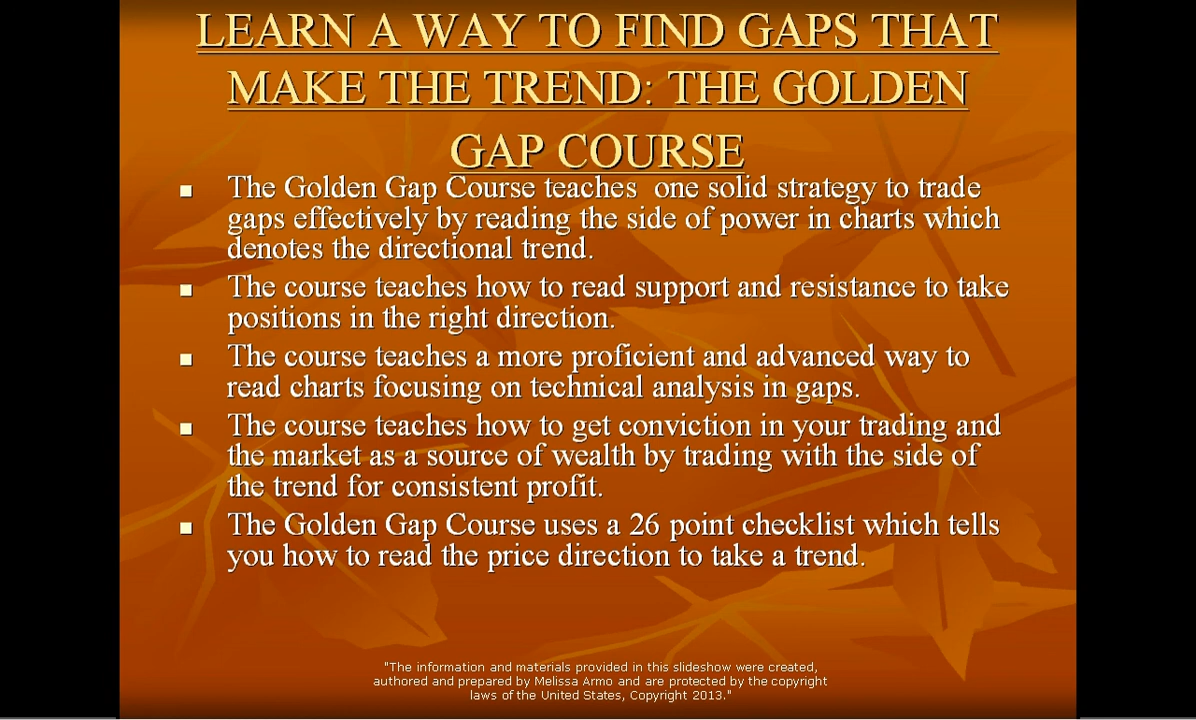 LEARN A WAY TO FIND GAPS THAT
MAKE THE TREND: THE GOLDEN
GAP COURSE
▪ The Golden Gap Course teaches  one solid strategy to trade
gaps effectively by reading the side of power in charts which
denotes the directional trend.
▪ The course teaches how to read support and resistance to take
positions in the right direction.
▪ The course teaches a more proficient and advanced way to
read charts focusing on technical analysis in gaps.
▪ The course teaches how to get conviction in your trading and
the market as a source of wealth by trading with the side of
the trend for consistent profit.
▪ The Golden Gap Course uses a 26 point checklist which tells
you how to read the price direction to take a trend.
"The information and materials provided in this slideshow were created,
authored and prepared by Melissa Armo and are protected by the copyright
laws of the United States, Copyright 2013."